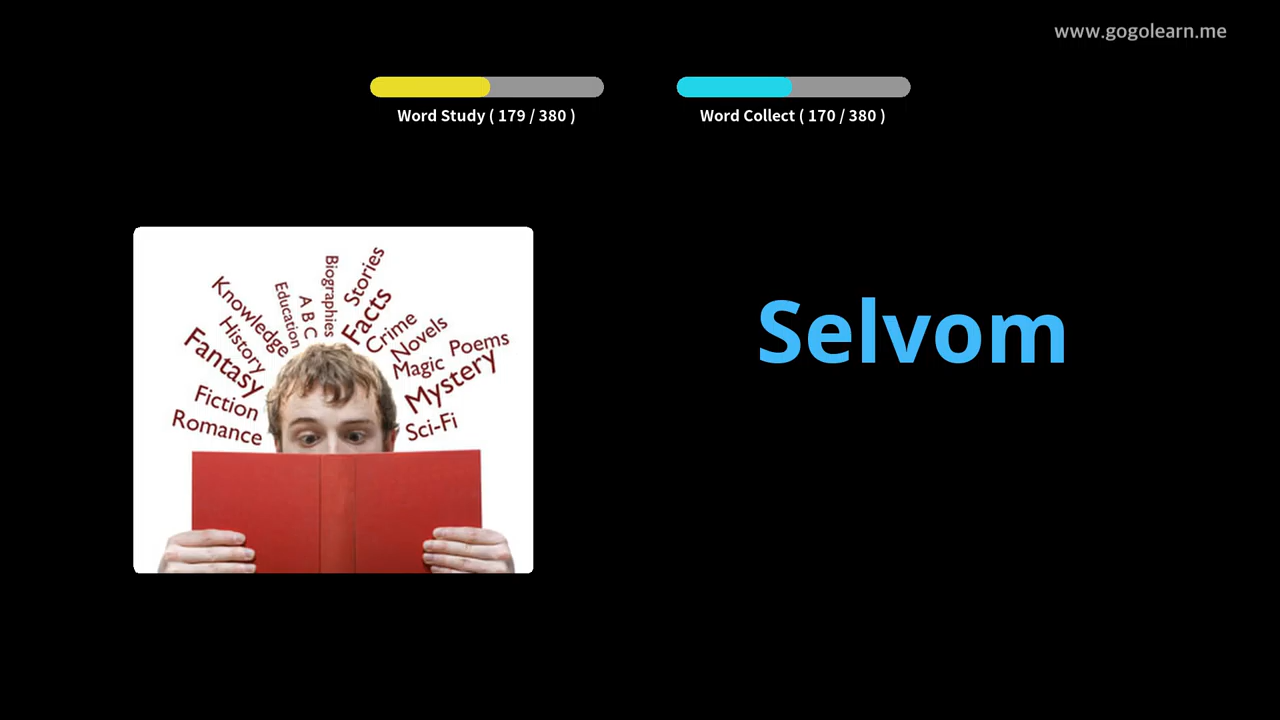 www.gogolearn.me
Word Study ( 179 / 380 )
Word Collect ( 170 / 380 )
Selvom
Romance
Fiction
Fantasy
History
Knowledge
Education
A B C
Biographies
Stories
Facts
Crime
Novels
Magic
Poems
Mystery
Sci-Fi